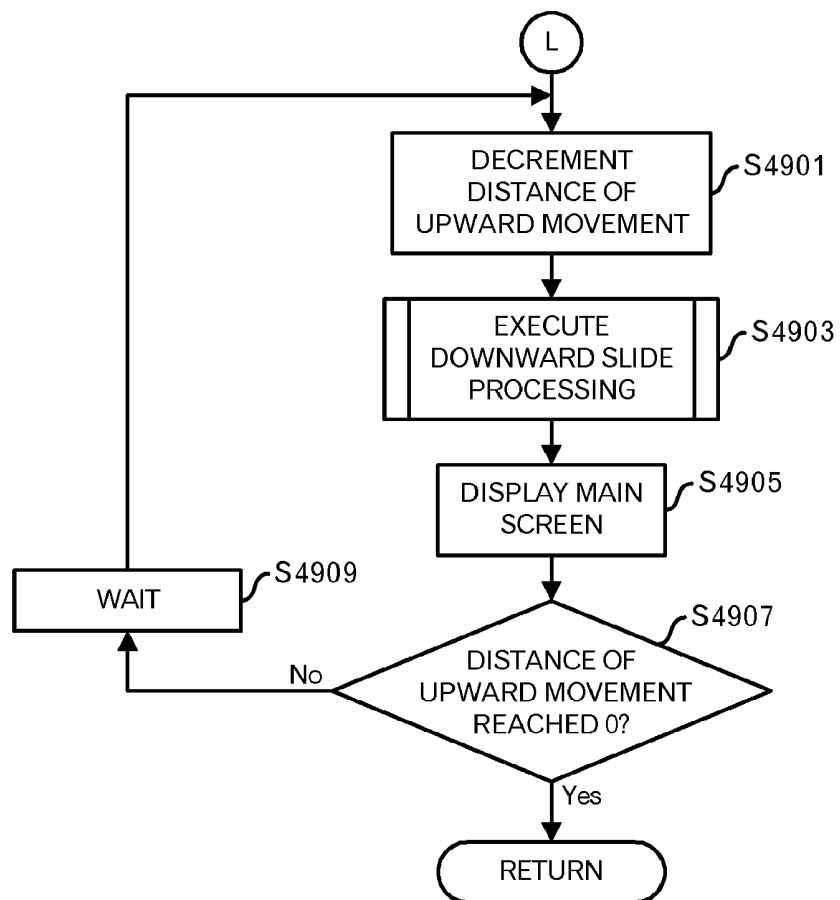 L
DECREMENT
DISTANCE OF
UPWARD MOVEMENT
S4901
EXECUTE
DOWNWARD SLIDE
PROCESSING
S4903
DISPLAY MAIN
SCREEN
S4905
WAIT
S4909
DISTANCE OF
UPWARD MOVEMENT
REACHED 0?
S4907
No
Yes
RETURN